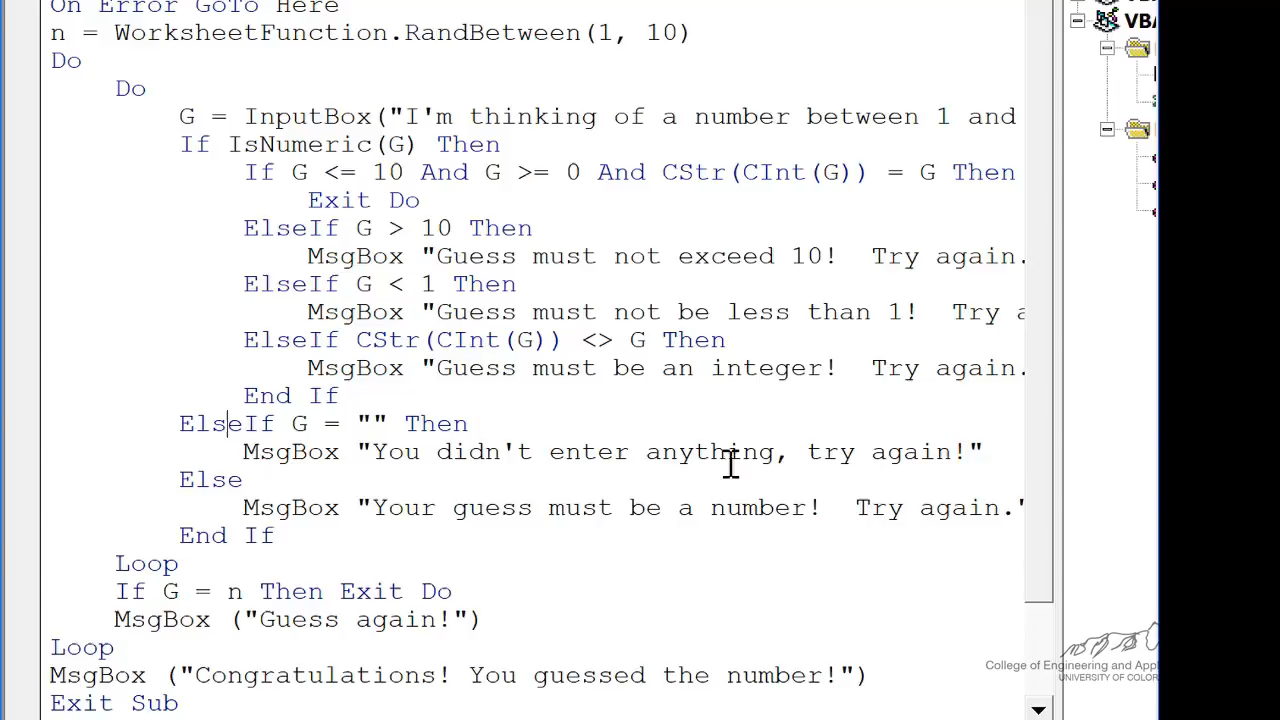 On Error GoTo Here
n = WorksheetFunction.RandBetween(1, 10)
Do
Do
G = InputBox("I'm thinking of a number between 1 and
If IsNumeric(G) Then
If G <= 10 And G >= 0 And CStr(CInt(G)) = G Then
Exit Do
ElseIf G > 10 Then
MsgBox "Guess must not exceed 10!  Try again.
ElseIf G < 1 Then
MsgBox "Guess must not be less than 1!  Try
ElseIf CStr(CInt(G)) <> G Then
MsgBox "Guess must be an integer!  Try again.
End If
ElseIf G = "" Then
MsgBox "You didn't enter anything, try again!"
Else
MsgBox "Your guess must be a number!  Try again."
End If
Loop
If G = n Then Exit Do
MsgBox ("Guess again!")
Loop
MsgBox ("Congratulations! You guessed the number!")
Exit Sub
VBA
College of Engineering and Appl
UNIVERSITY OF COLOR